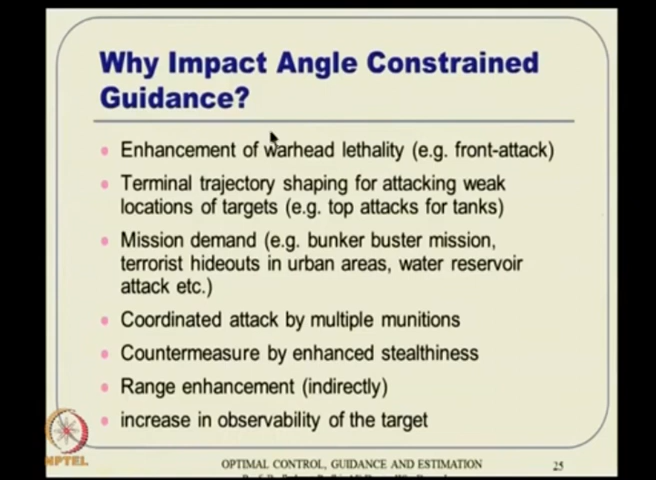 Why Impact Angle Constrained
Guidance?
Enhancement of warhead lethality (e.g. front-attack)
Terminal trajectory shaping for attacking weak
locations of targets (e.g. top attacks for tanks)
Mission demand (e.g. bunker buster mission,
terrorist hideouts in urban areas, water reservoir
attack etc.)
Coordinated attack by multiple munitions
Countermeasure by enhanced stealthiness
Range enhancement (indirectly)
increase in observability of the target
NPTEL
OPTIMAL CONTROL, GUIDANCE AND ESTIMATION
25